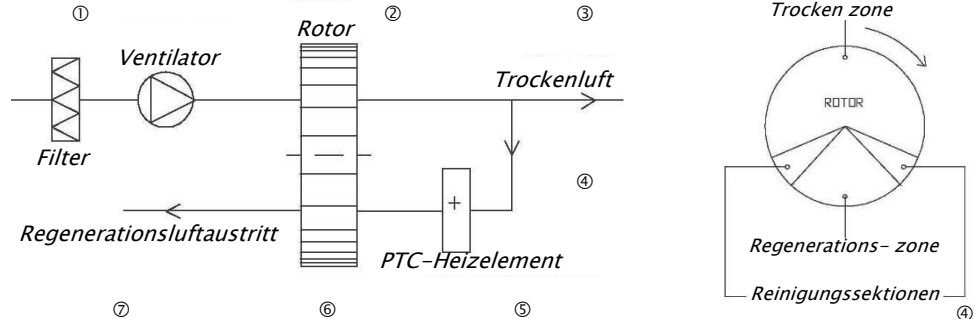 ① ② ③
Rotor
Ventilator
Trockenluft
Filter
④
+
Regenerationsluftaustritt
PTC-Heizelement
⑦ ⑥ ⑤
Trocken zone
ROTOR
Regenerations- zone
Reinigungssektionen
④